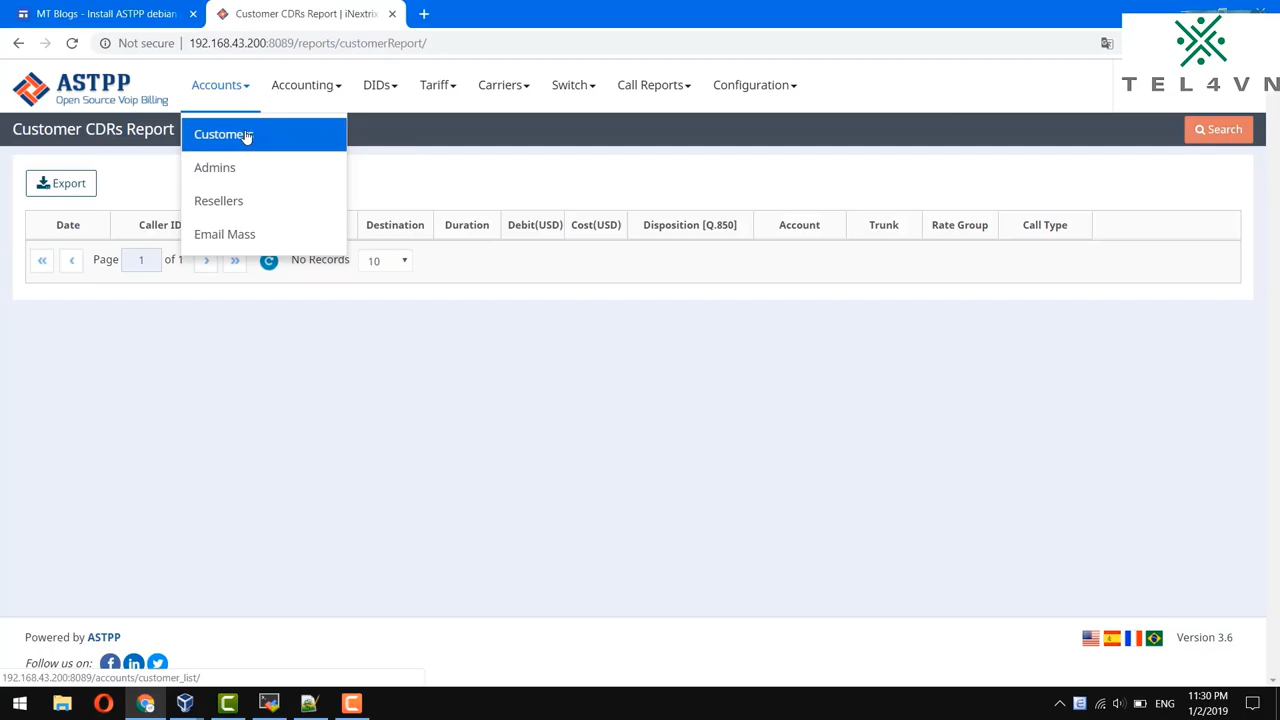 MT Blogs - Install ASTPP debian
Customer CDRs Report | iNextrix
Not secure
192.168.43.200:8089/reports/customerReport/
TEL4VN
ASTPP
Open Source Voip Billing
Accounts
Accounting
DIDs
Tariff
Carriers
Switch
Call Reports
Configuration
Customer CDRs Report
Search
Customers
Admins
Resellers
Email Mass
Export
Date
Caller ID
Destination
Duration
Debit(USD)
Cost(USD)
Disposition [Q.850]
Account
Trunk
Rate Group
Call Type
Page 1 of 1
No Records
10
Powered by ASTPP
Version 3.6
Follow us on:
192.168.43.200:8089/accounts/customer_list/
ENG
11:30 PM
1/2/2019